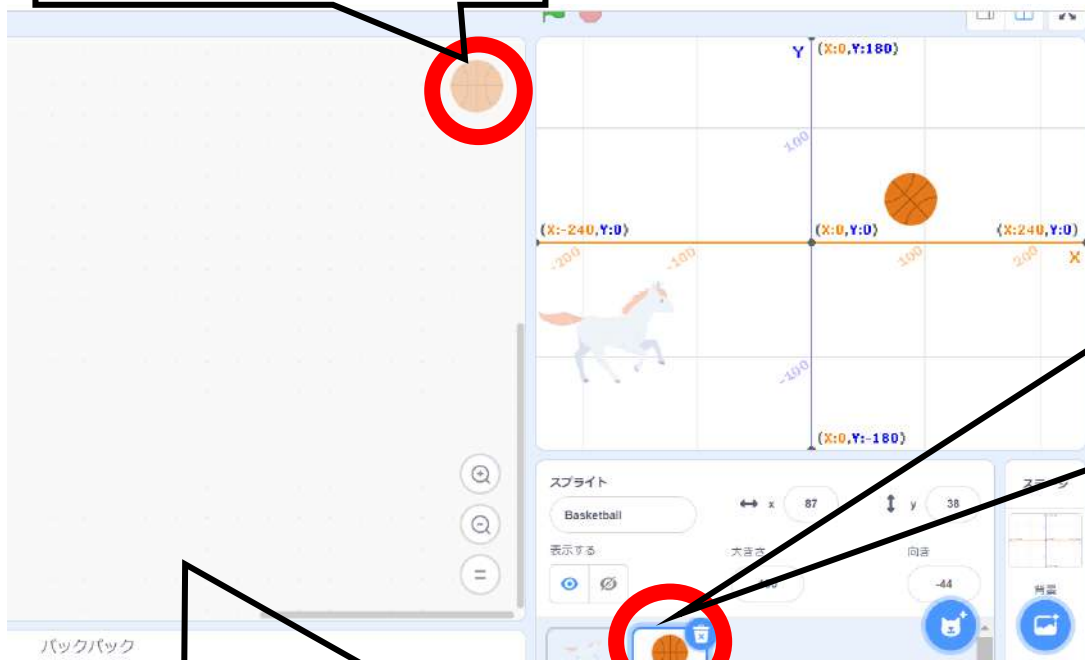 Y (X:0,Y:180)
100
(X:-240,Y:0) (X:0,Y:0) (X:240,Y:0)
-200 -100 100 200 X
-100
(X:0,Y:-180)
スプライト
Basketball x 87 y 38
表示する 大きさ 向き
-44
背景
バックパック